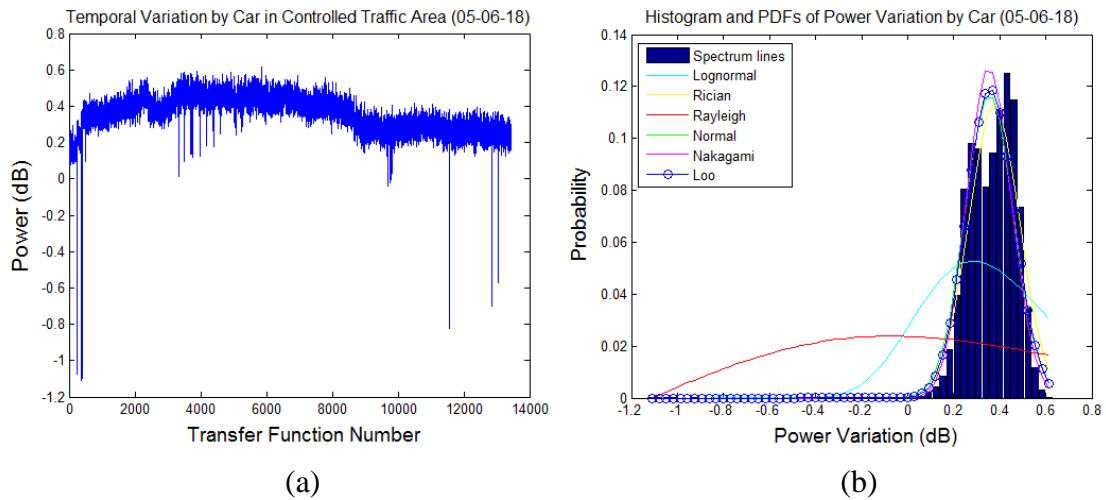 Temporal Variation by Car in Controlled Traffic Area (05-06-18)
0.8
0.6
0.4
0.2
0
-0.2
-0.4
0.6
-0.8
-1
-1.2
Power (dB)
0 2000 4000 6000 8000 10000 12000 14000
Transfer Function Number
(a)
Histogram and PDFs of Power Variation by Car (05-06-18)
0.14
0.12
0.1
0.08
0.06
0.04
0.02
0
Probability
Spectrum lines
Lognormal
Rician
Rayleigh
Normal
Nakagami
Loo
-1.2 -1 -0.8 -0.6 -0.4 -0.2 0 0.2 0.4 0.6 0.8
Power Variation (dB)
(b)